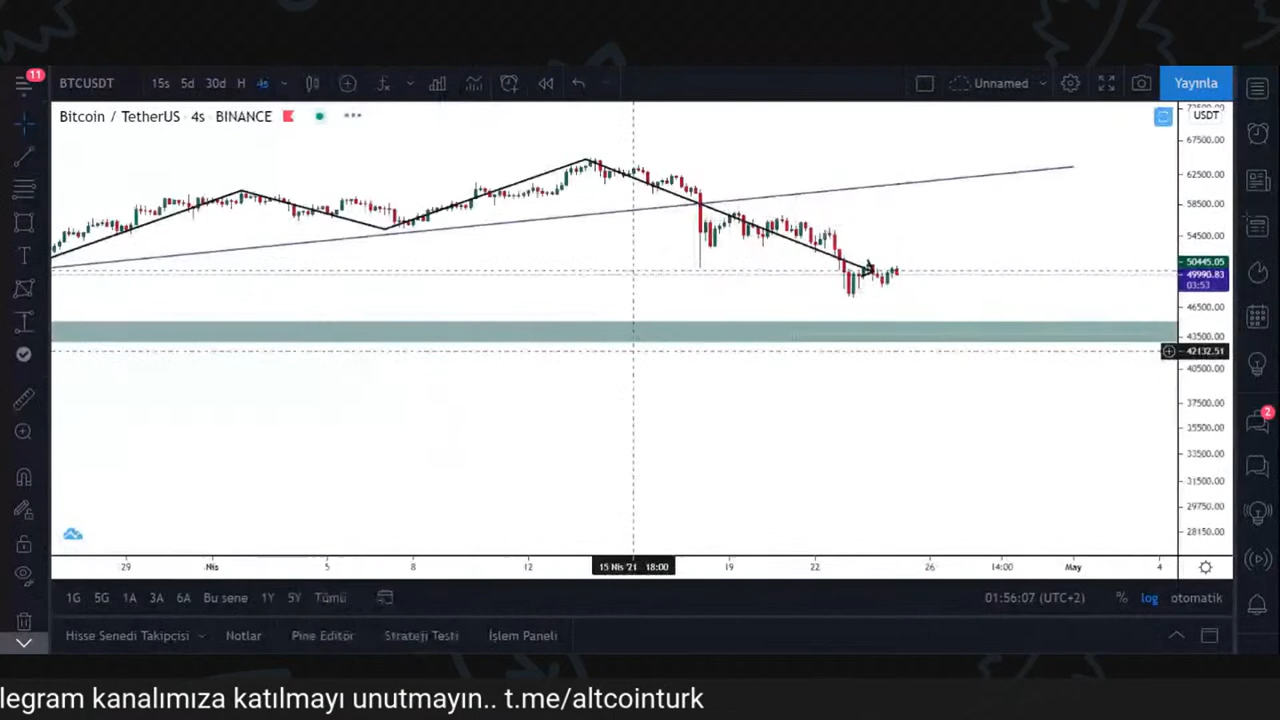 11
BTCUSDT 15s 5d 30d H 4s Unnamed Yayınla
Bitcoin / TetherUS 4s BINANCE
USDT
67500.00
62500.00
58500.00
54500.00
50445.05
49990.83
03:53
46500.00
43500.00
42132.51
40500.00
37500.00
35500.00
33500.00
31500.00
29750.00
28150.00
2
29 Nis 5 8 12 15 Nis '21 18:00 19 22 26 14:00 May 4
1G 5G 1A 3A 6A Bu sene 1Y 5Y Tümü 01:56:07 (UTC+2) % log otomatik
Hisse Senedi Takipçisi Notlar Pine Editör Strateji Testi İşlem Paneli
legram kanalımıza katılmayı unutmayın.. t.me/altcointurk